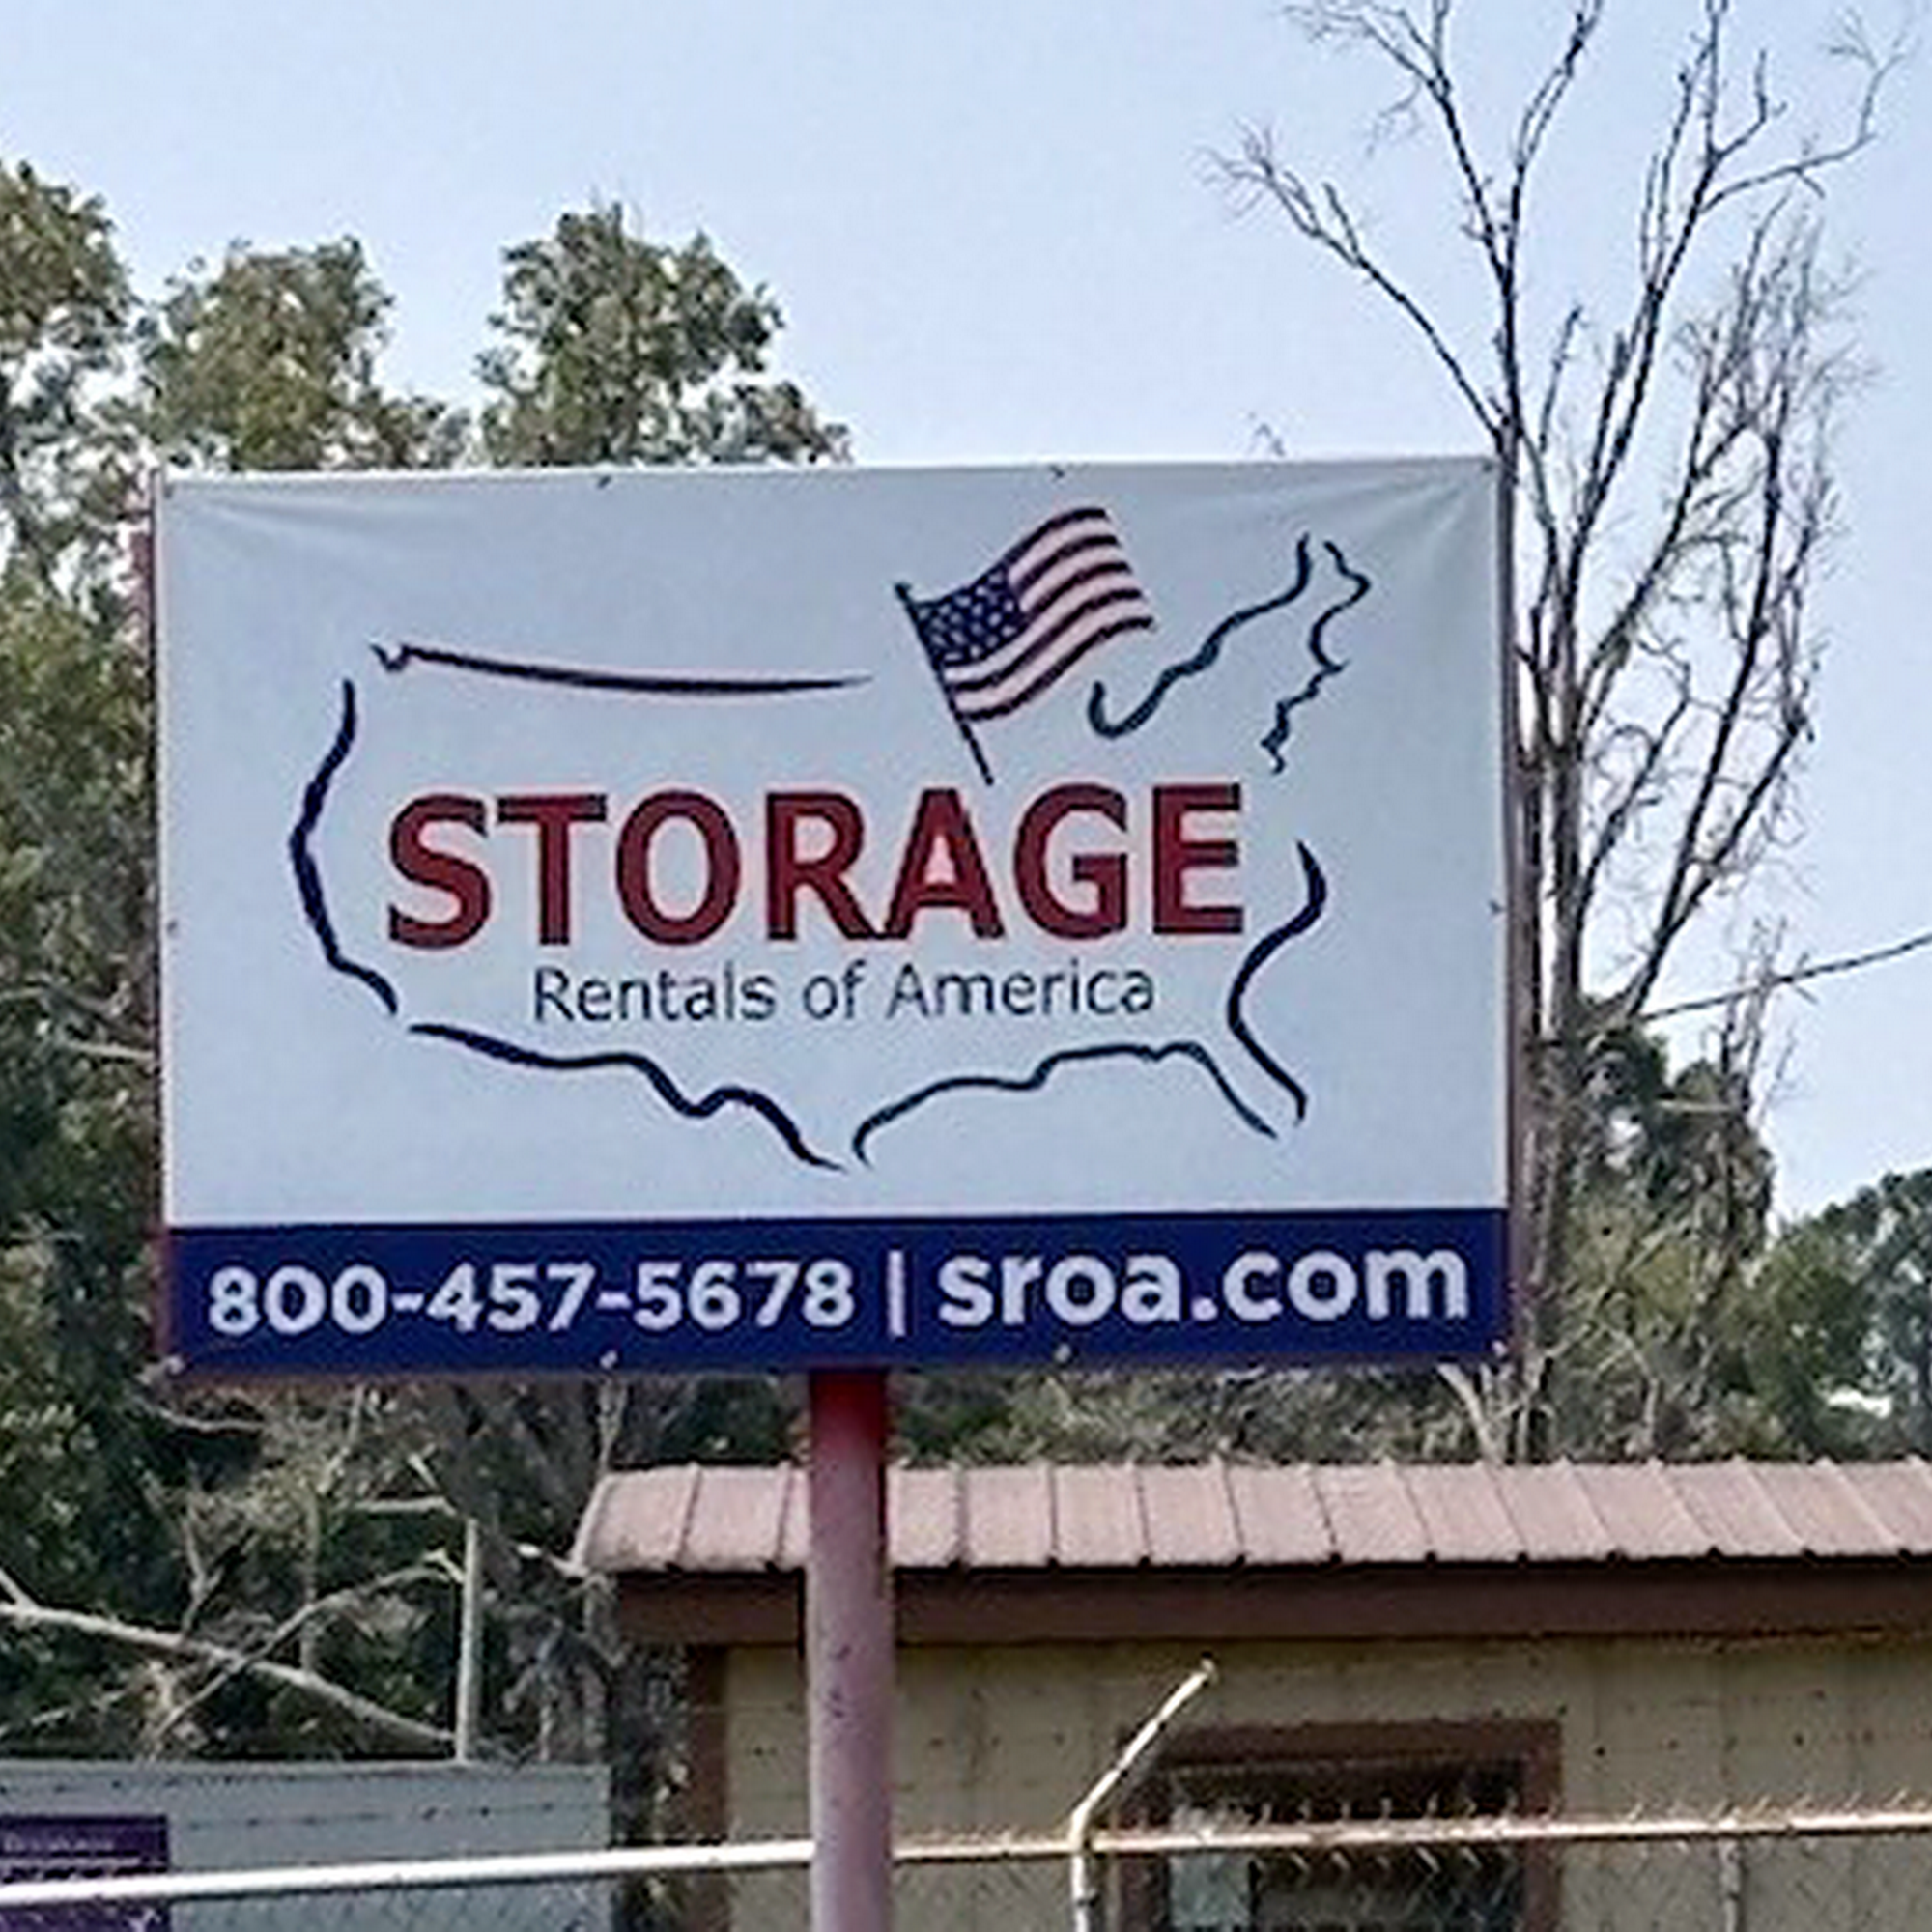 STORAGE
Rentals of America
800-457-5678 | sroa.com